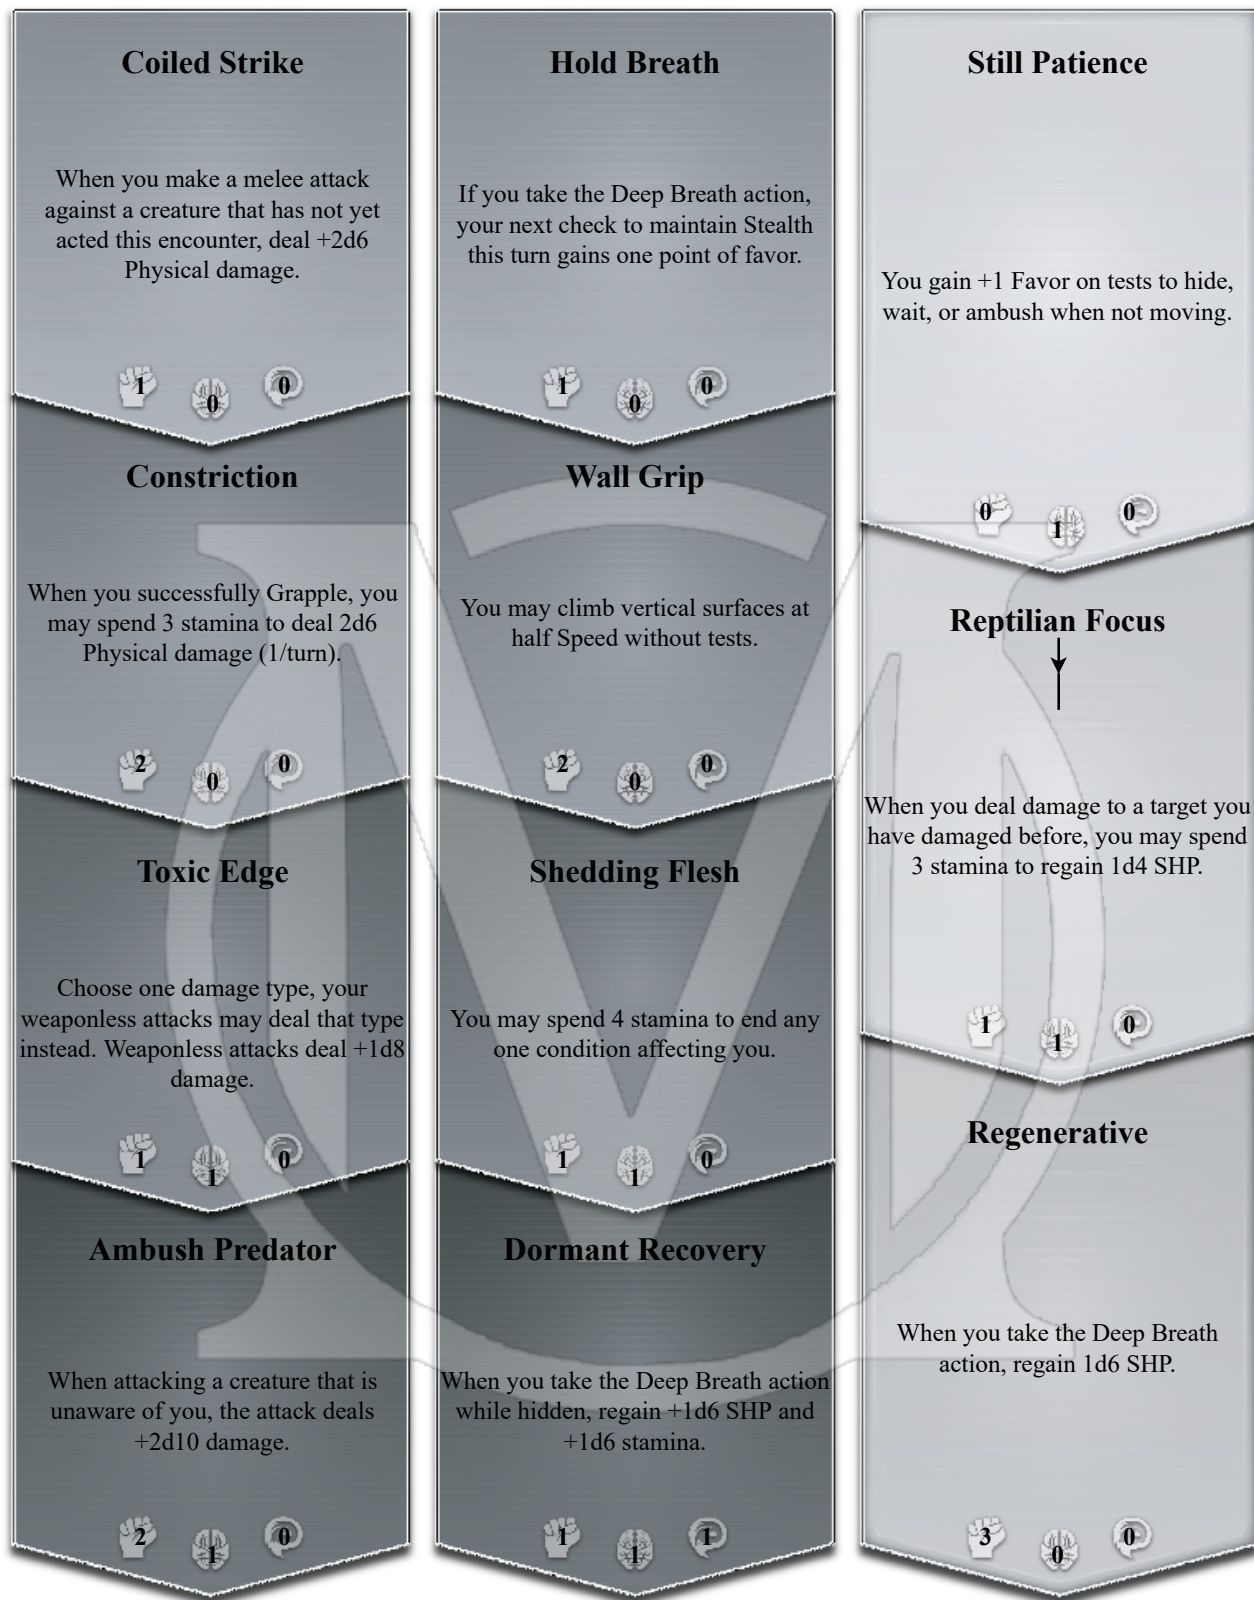 Coiled Strike
When you make a melee attack
against a creature that has not yet
acted this encounter, deal +2d6
Physical damage.
1
0
0
Constriction
When you successfully Grapple, you
may spend 3 stamina to deal 2d6
Physical damage (1/turn).
2
0
0
Toxic Edge
Choose one damage type, your
weaponless attacks may deal that type
instead. Weaponless attacks deal +1d8
damage.
1
1
0
Ambush Predator
When attacking a creature that is
unaware of you, the attack deals
+2d10 damage.
2
1
0
Hold Breath
If you take the Deep Breath action,
your next check to maintain Stealth
this turn gains one point of favor.
1
0
0
Wall Grip
You may climb vertical surfaces at
half Speed without tests.
2
0
0
Shedding Flesh
You may spend 4 stamina to end any
one condition affecting you.
1
1
0
Dormant Recovery
When you take the Deep Breath action
while hidden, regain +1d6 SHP and
+1d6 stamina.
1
1
1
Still Patience
You gain +1 Favor on tests to hide,
wait, or ambush when not moving.
0
1
0
Reptilian Focus
When you deal damage to a target you
have damaged before, you may spend
3 stamina to regain 1d4 SHP.
1
1
0
Regenerative
When you take the Deep Breath
action, regain 1d6 SHP.
3
0
0